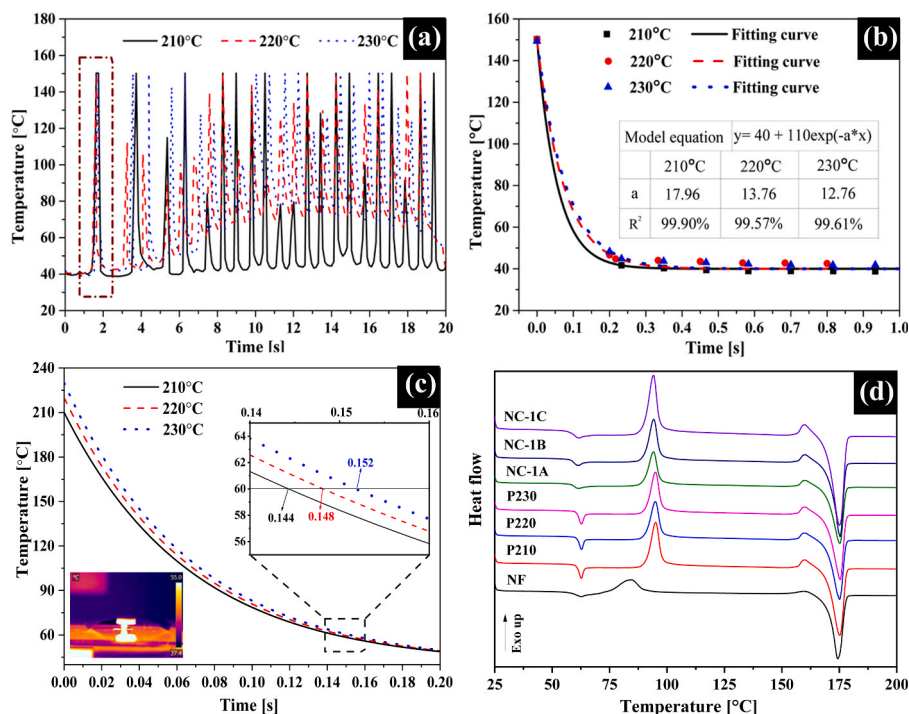 (a)
210°C 220°C 230°C
Temperature [°C]
180
160
140
120
100
80
60
40
20
0 2 4 6 8 10 12 14 16 18 20
Time [s]
(b)
210°C Fitting curve
220°C Fitting curve
230°C Fitting curve
Model equation y= 40 + 110exp(-a*x)
210°C 220°C 230°C
a 17.96 13.76 12.76
R² 99.90% 99.57% 99.61%
Temperature [°C]
160
140
120
100
80
60
40
20
0.0 0.1 0.2 0.3 0.4 0.5 0.6 0.7 0.8 0.9 1.0
Time [s]
(c)
210°C
220°C
230°C
Temperature [°C]
240
210
180
150
120
90
60
0.14 0.15 0.16
64
62
60
58
56
0.152
0.144
0.148
°C
55.0
27.4
0.00 0.02 0.04 0.06 0.08 0.10 0.12 0.14 0.16 0.18 0.20
Time [s]
(d)
Heat flow
NC-1C
NC-1B
NC-1A
P230
P220
P210
NF
Exo up
25 50 75 100 125 150 175 200
Temperature [°C]